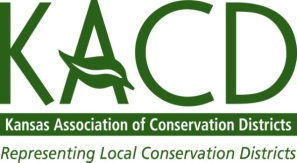 KACD
Kansas Association of Conservation Districts
Representing Local Conservation Districts